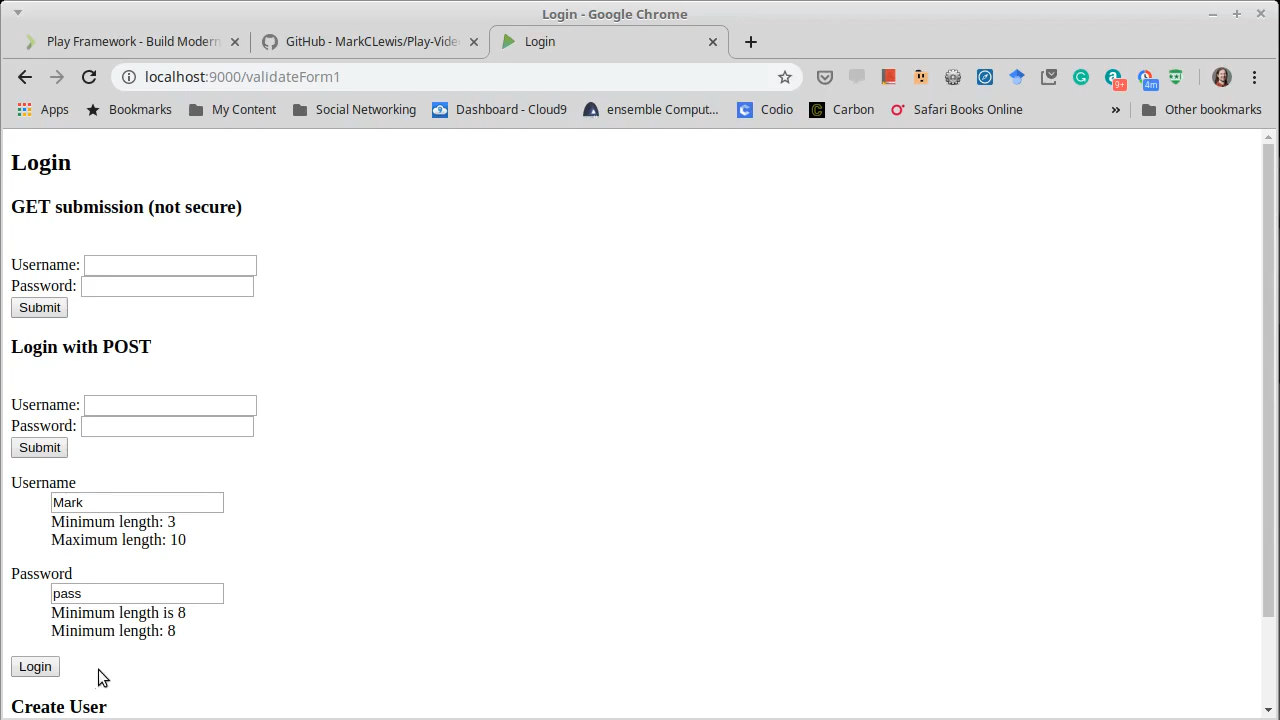 Login - Google Chrome
Play Framework - Build Modern
GitHub - MarkCLewis/Play-Vide
Login
localhost:9000/validateForm1
9+
4m
Apps
Bookmarks
My Content
Social Networking
Dashboard - Cloud9
ensemble Comput...
Codio
Carbon
Safari Books Online
»
Other bookmarks
Login
GET submission (not secure)
Username:
Password:
Submit
Login with POST
Username:
Password:
Submit
Username
Mark
Minimum length: 3
Maximum length: 10
Password
pass
Minimum length is 8
Minimum length: 8
Login
Create User